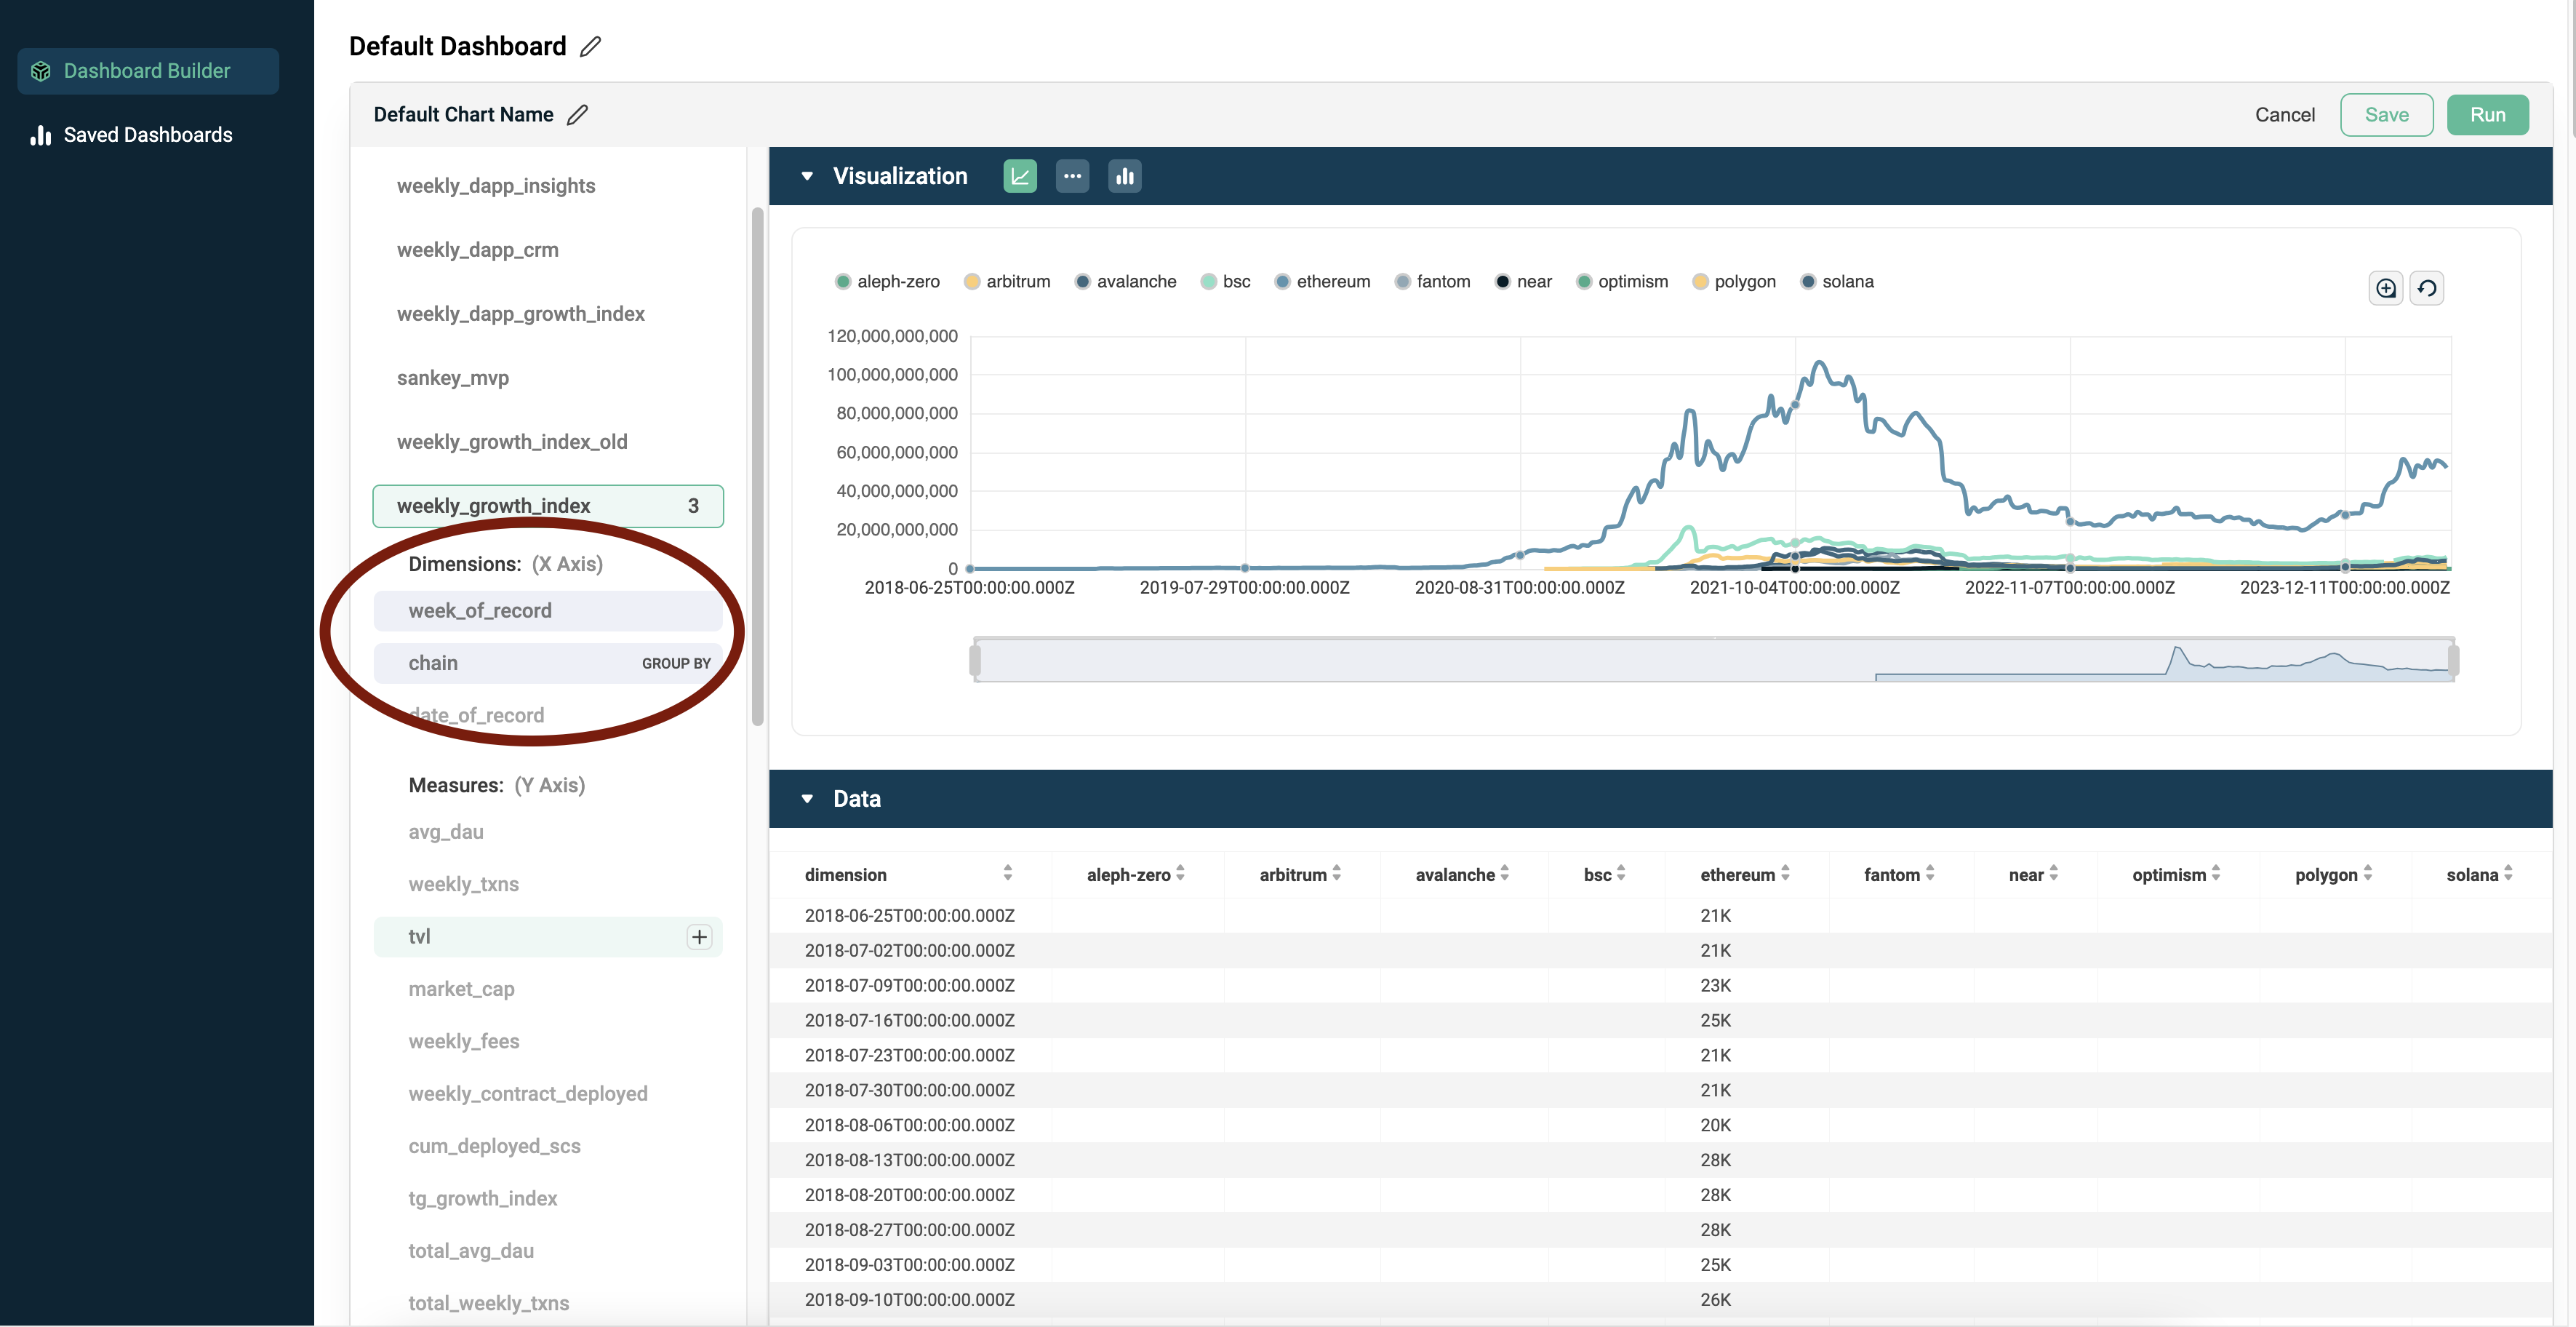 Dashboard Builder
Saved Dashboards
Default Dashboard
Default Chart Name
Cancel
Save
Run
weekly_dapp_insights
weekly_dapp_crm
weekly_dapp_growth_index
sankey_mvp
weekly_growth_index_old
weekly_growth_index 3
Dimensions: (X Axis)
week_of_record
chain GROUP BY
date_of_record
Measures: (Y Axis)
avg_dau
weekly_txns
tvl
market_cap
weekly_fees
weekly_contract_deployed
cum_deployed_scs
tg_growth_index
total_avg_dau
total_weekly_txns
Visualization
aleph-zero arbitrum avalanche bsc ethereum fantom near optimism polygon solana
120,000,000,000
100,000,000,000
80,000,000,000
60,000,000,000
40,000,000,000
20,000,000,000
0
2018-06-25T00:00:00.000Z 2019-07-29T00:00:00.000Z 2020-08-31T00:00:00.000Z 2021-10-04T00:00:00.000Z 2022-11-07T00:00:00.000Z 2023-12-11T00:00:00.000Z
Data
dimension aleph-zero arbitrum avalanche bsc ethereum fantom near optimism polygon solana
2018-06-25T00:00:00.000Z 21K
2018-07-02T00:00:00.000Z 21K
2018-07-09T00:00:00.000Z 23K
2018-07-16T00:00:00.000Z 25K
2018-07-23T00:00:00.000Z 21K
2018-07-30T00:00:00.000Z 21K
2018-08-06T00:00:00.000Z 20K
2018-08-13T00:00:00.000Z 28K
2018-08-20T00:00:00.000Z 28K
2018-08-27T00:00:00.000Z 28K
2018-09-03T00:00:00.000Z 25K
2018-09-10T00:00:00.000Z 26K